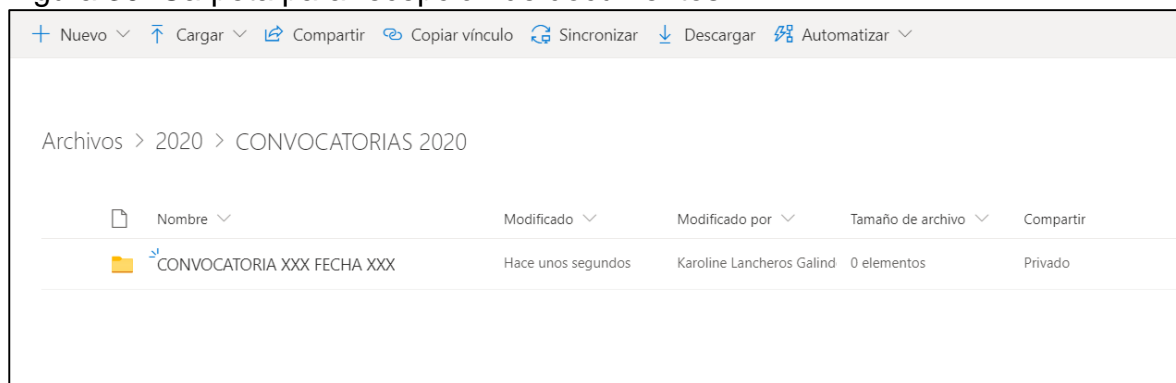 Nuevo Cargar Compartir Copiar vínculo Sincronizar Descargar Automatizar
Archivos > 2020 > CONVOCATORIAS 2020
Nombre Modificado Modificado por Tamaño de archivo Compartir
CONVOCATORIA XXX FECHA XXX Hace unos segundos Karoline Lancheros Galind 0 elementos Privado